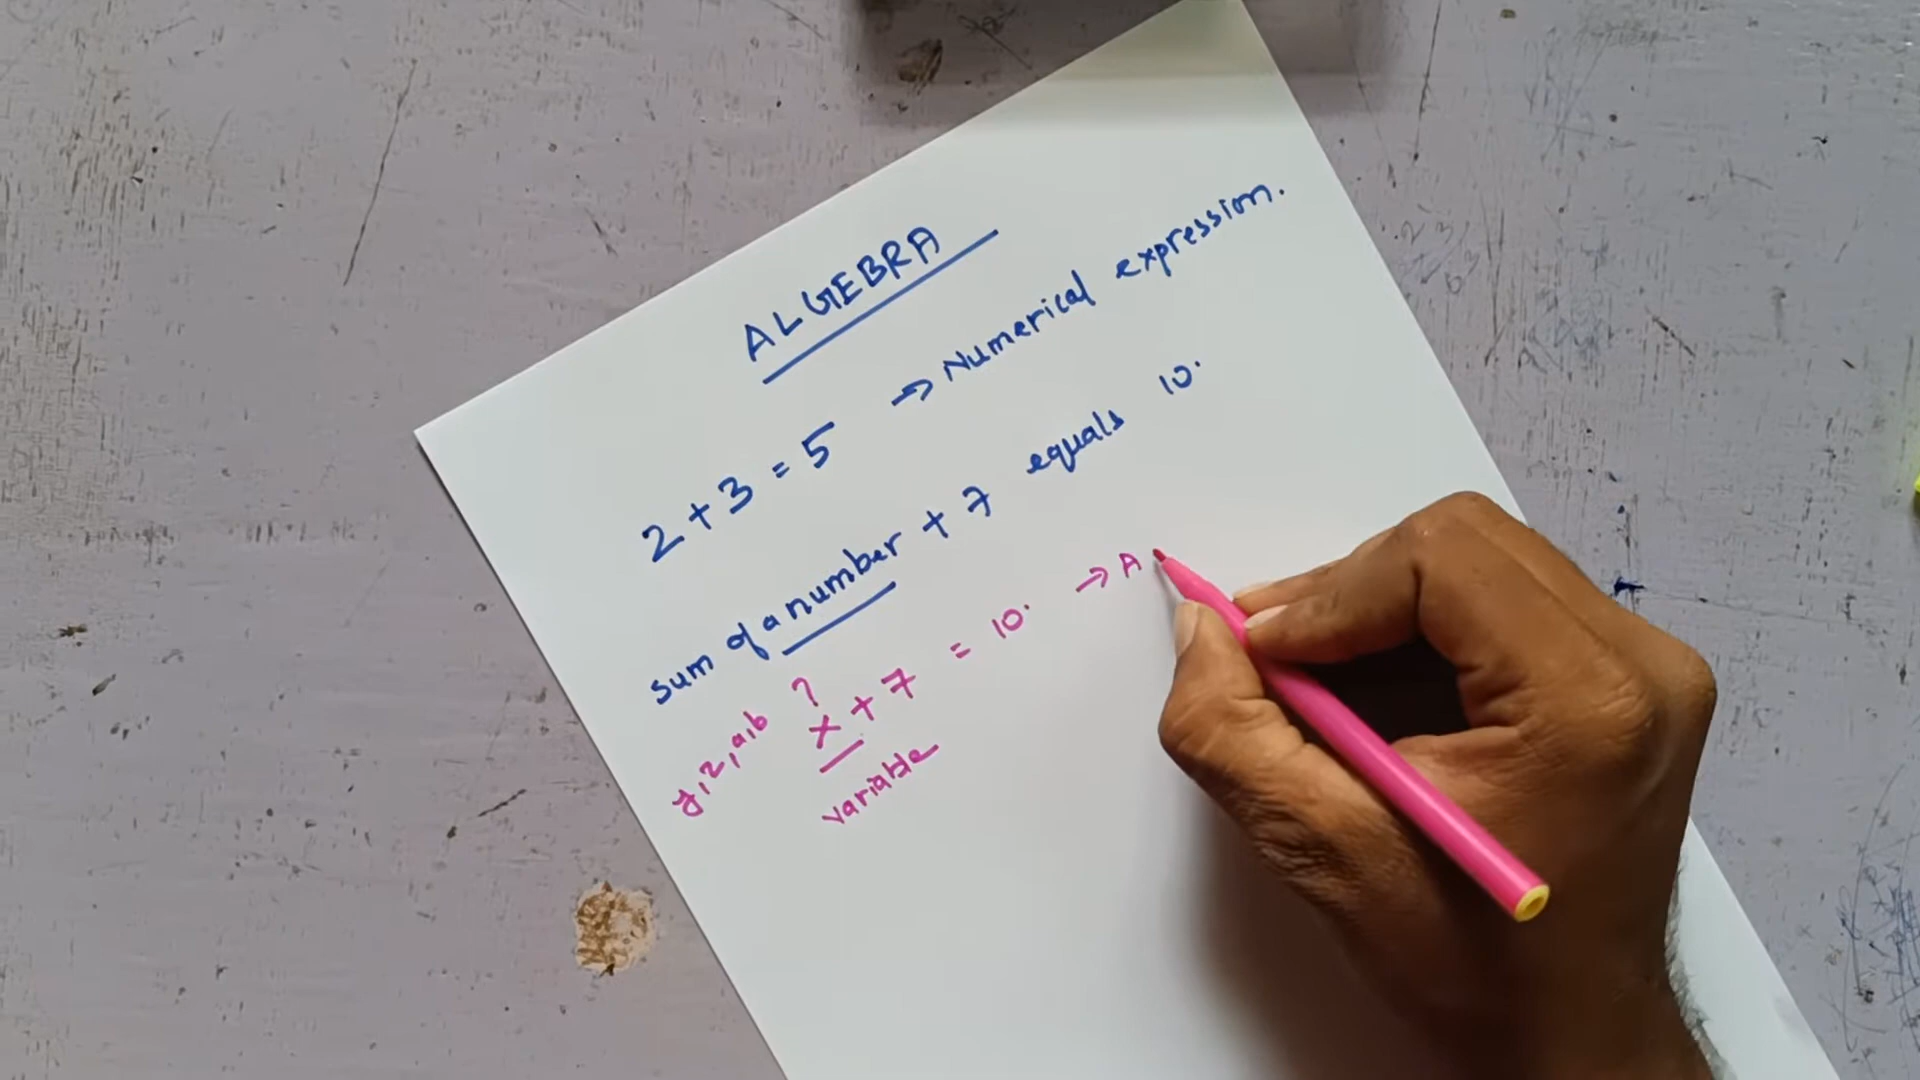 ALGEBRA
2 + 3 = 5 → Numerical expression.
sum of a number + 7 equals 10.
?
y, z, a, b x + 7 = 10. → A
variable